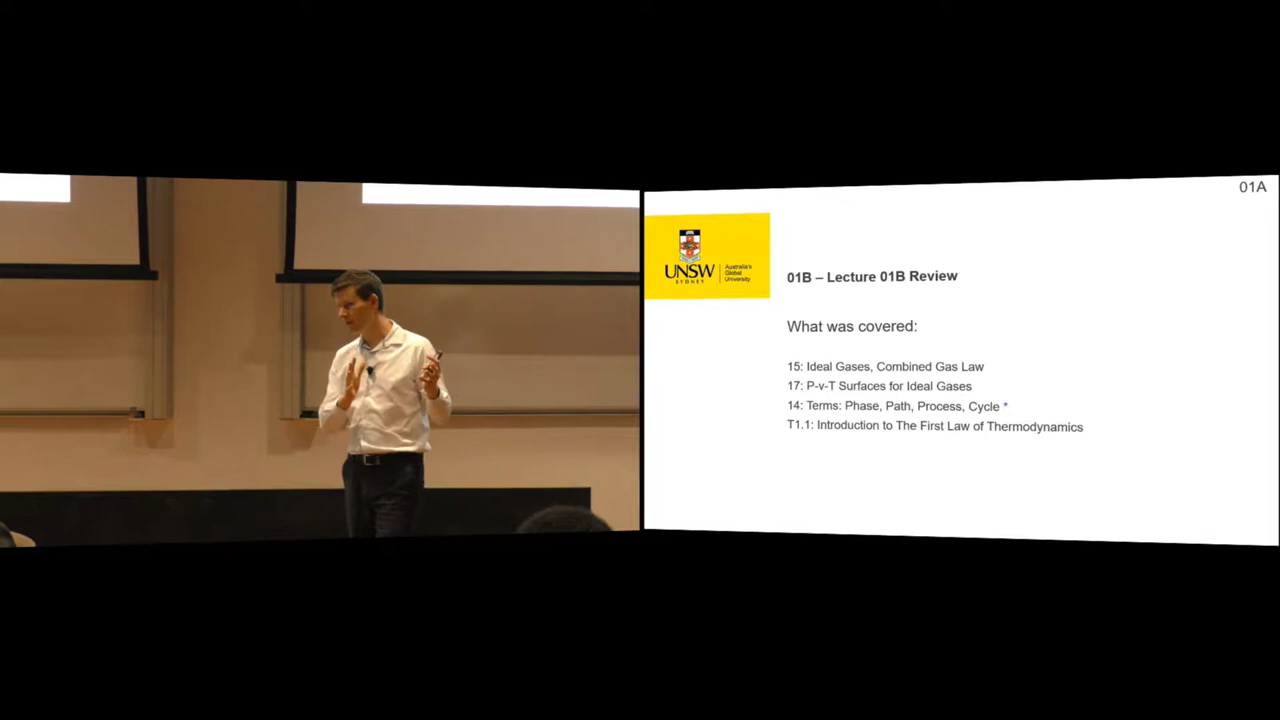 01A
UNSW
SYDNEY
Australia's
Global
University
01B – Lecture 01B Review
What was covered:
15: Ideal Gases, Combined Gas Law
17: P-v-T Surfaces for Ideal Gases
14: Terms: Phase, Path, Process, Cycle *
T1.1: Introduction to The First Law of Thermodynamics